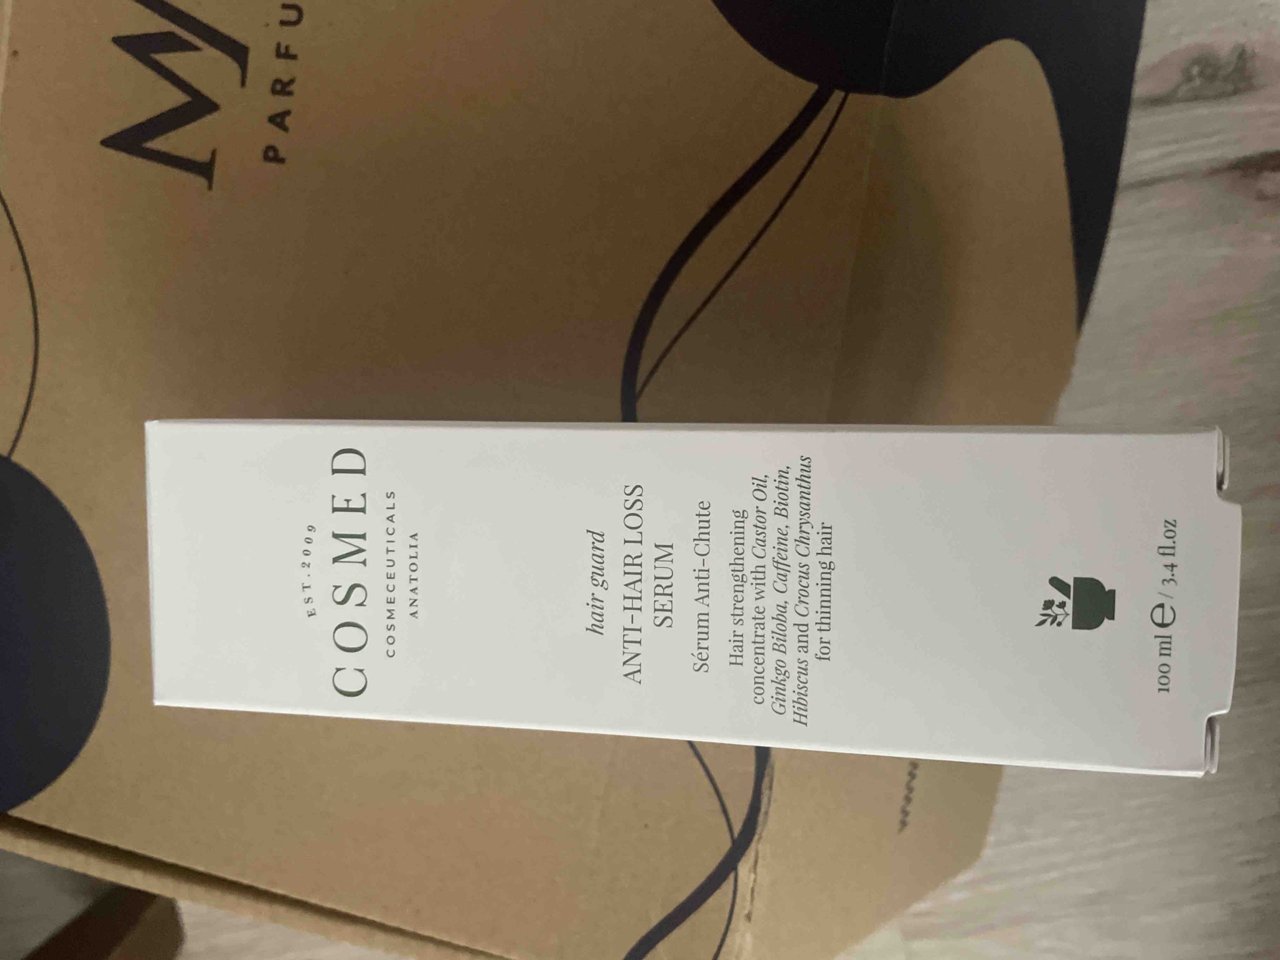 EST.2009
COSMED
COSMECEUTICALS
ANATOLIA
hair guard
ANTI-HAIR LOSS
SERUM
Sérum Anti-Chute
Hair strengthening
concentrate with Castor Oil,
Ginkgo Biloba, Caffeine, Biotin,
Hibiscus and Crocus Chrysanthus
for thinning hair
100 ml e / 3.4 fl.oz
PARFU
www